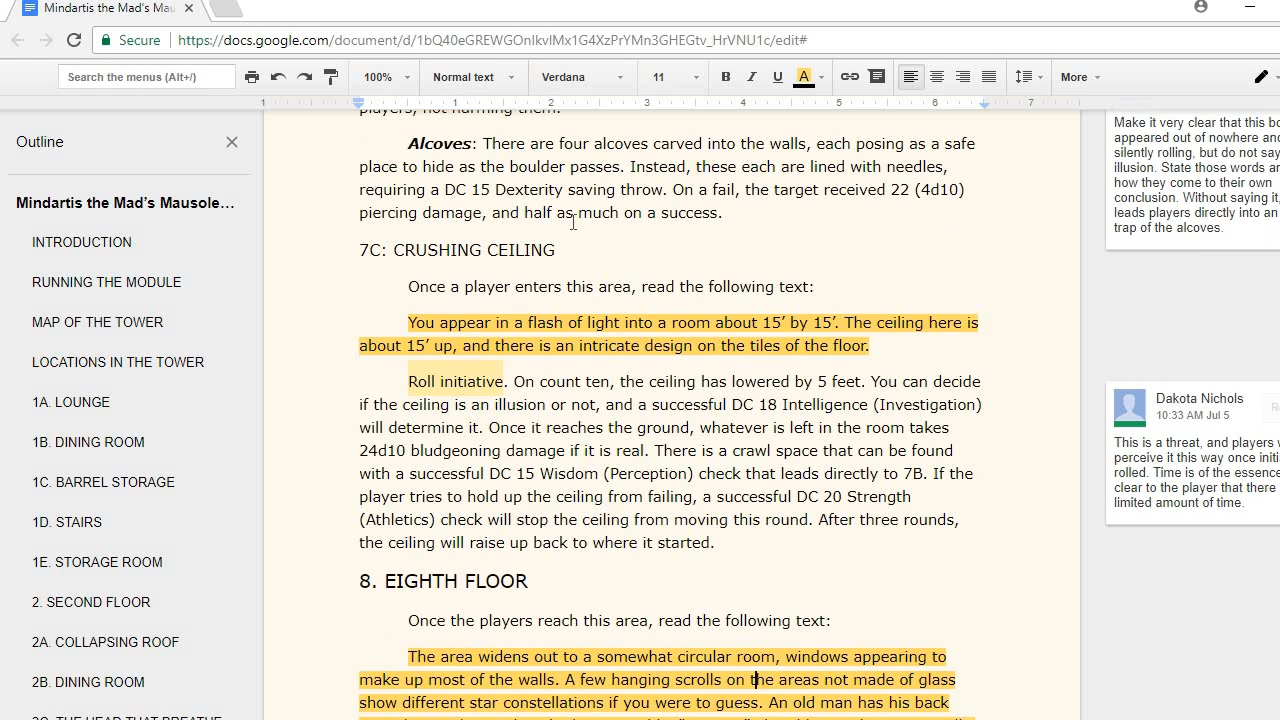 Mindartis the Mad's Mau
Secure
https://docs.google.com/document/d/1bQ40eGREWGOnIkvIMx1G4XzPrYMn3GHEGtv_HrVNU1c/edit#
Search the menus (Alt+/)
100%
Normal text
Verdana
11
B I U A
More
1 1 2 3 4 5 6 7
Outline
Mindartis the Mad's Mausole...
INTRODUCTION
RUNNING THE MODULE
MAP OF THE TOWER
LOCATIONS IN THE TOWER
1A. LOUNGE
1B. DINING ROOM
1C. BARREL STORAGE
1D. STAIRS
1E. STORAGE ROOM
2. SECOND FLOOR
2A. COLLAPSING ROOF
2B. DINING ROOM
2C. THE HEAD THAT BREATHE
players, not harming them.
Alcoves: There are four alcoves carved into the walls, each posing as a safe
place to hide as the boulder passes. Instead, these each are lined with needles,
requiring a DC 15 Dexterity saving throw. On a fail, the target received 22 (4d10)
piercing damage, and half as much on a success.
7C: CRUSHING CEILING
Once a player enters this area, read the following text:
You appear in a flash of light into a room about 15’ by 15’. The ceiling here is
about 15’ up, and there is an intricate design on the tiles of the floor.
Roll initiative. On count ten, the ceiling has lowered by 5 feet. You can decide
if the ceiling is an illusion or not, and a successful DC 18 Intelligence (Investigation)
will determine it. Once it reaches the ground, whatever is left in the room takes
24d10 bludgeoning damage if it is real. There is a crawl space that can be found
with a successful DC 15 Wisdom (Perception) check that leads directly to 7B. If the
player tries to hold up the ceiling from failing, a successful DC 20 Strength
(Athletics) check will stop the ceiling from moving this round. After three rounds,
the ceiling will raise up back to where it started.
8. EIGHTH FLOOR
Once the players reach this area, read the following text:
The area widens out to a somewhat circular room, windows appearing to
make up most of the walls. A few hanging scrolls on the areas not made of glass
show different star constellations if you were to guess. An old man has his back
Make it very clear that this bo
appeared out of nowhere and
silently rolling, but do not say
illusion. State those words ar
how they come to their own
conclusion. Without saying it,
leads players directly into an
trap of the alcoves.
Dakota Nichols
10:33 AM Jul 5
This is a threat, and players w
perceive it this way once initia
rolled. Time is of the essence
clear to the player that there
limited amount of time.